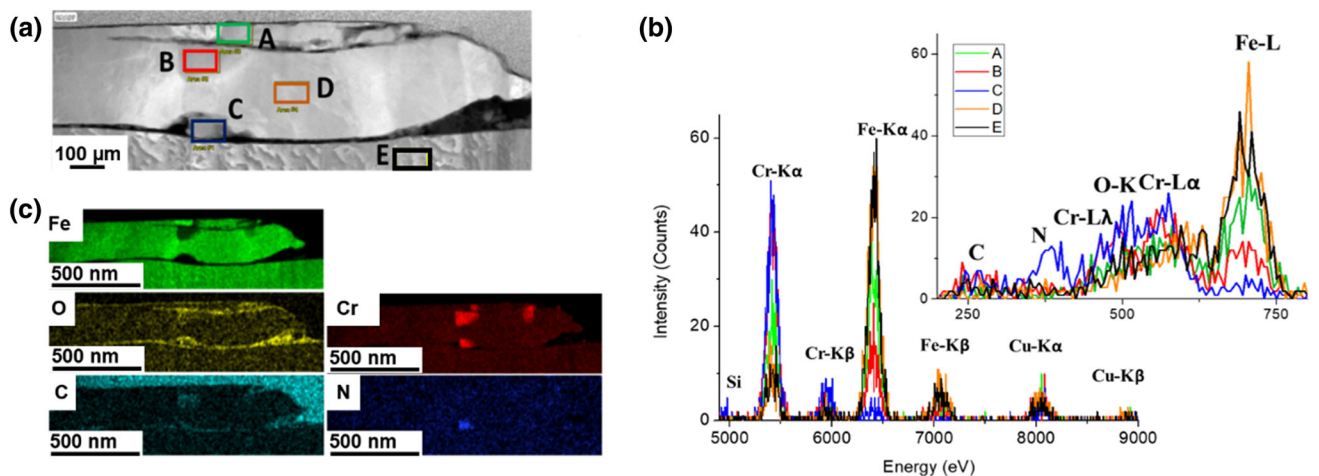 (a)
A
B
D
C
E
100 µm
(b)
Intensity (Counts)
60
40
20
0
5000
6000
7000
8000
9000
Energy (eV)
Si
Cr-Kα
Cr-Kβ
Fe-Kα
Fe-Kβ
Cu-Kα
Cu-Kβ
60
40
20
0
250
500
750
A
B
C
D
E
C
N
Cr-Lλ
O-K
Cr-Lα
Fe-L
(c)
Fe
500 nm
O
500 nm
Cr
500 nm
C
500 nm
N
500 nm